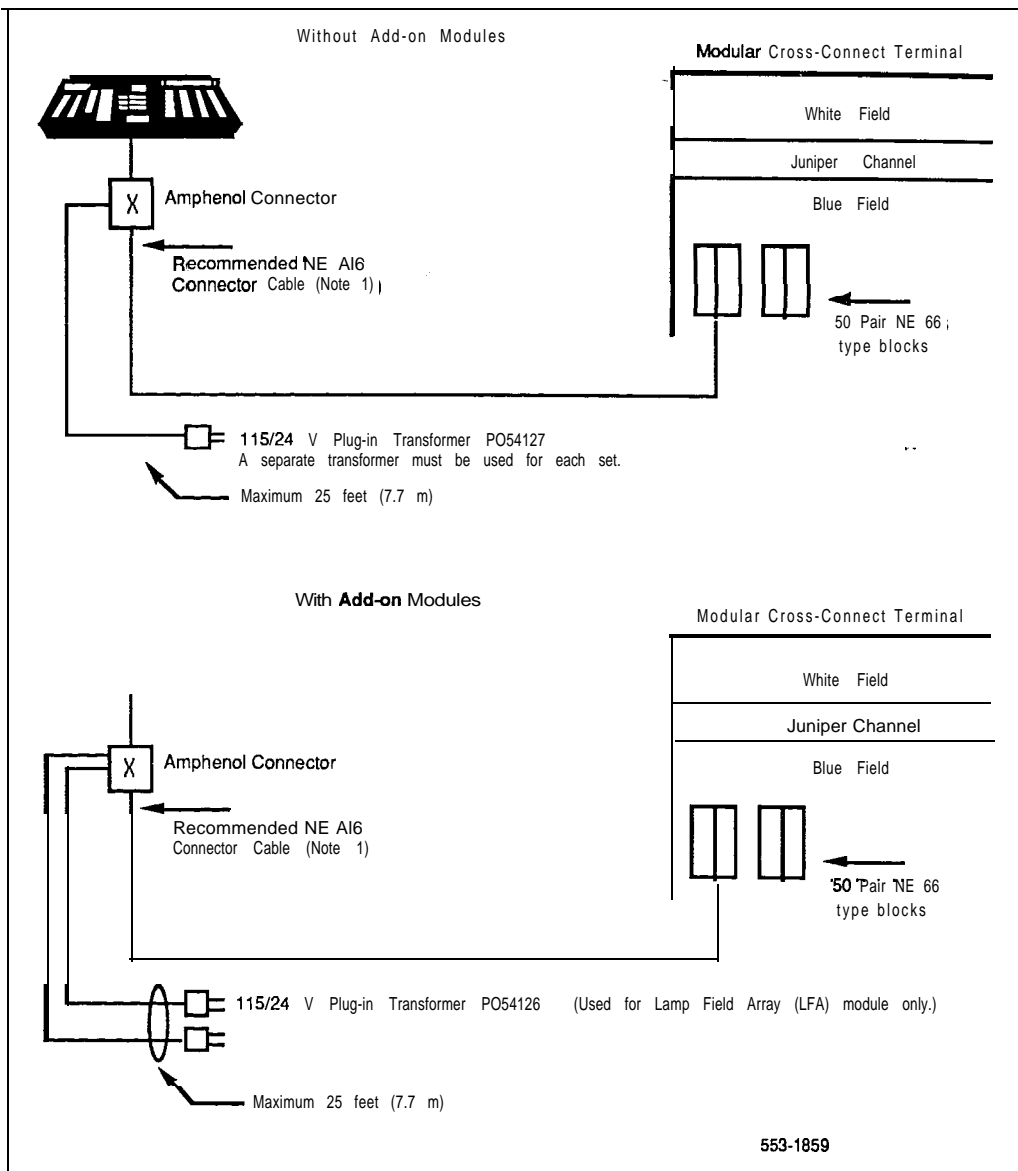 Without Add-on Modules
Modular Cross-Connect Terminal
White Field
Juniper Channel
Blue Field
X
Amphenol Connector
Recommended NE AI6
Connector Cable (Note 1)
50 Pair NE 66
type blocks
115/24 V Plug-in Transformer PO54127
A separate transformer must be used for each set.
Maximum 25 feet (7.7 m)
With Add-on Modules
Modular Cross-Connect Terminal
White Field
Juniper Channel
Blue Field
X
Amphenol Connector
Recommended NE AI6
Connector Cable (Note 1)
50 Pair NE 66
type blocks
115/24 V Plug-in Transformer PO54126 (Used for Lamp Field Array (LFA) module only.)
Maximum 25 feet (7.7 m)
553-1859